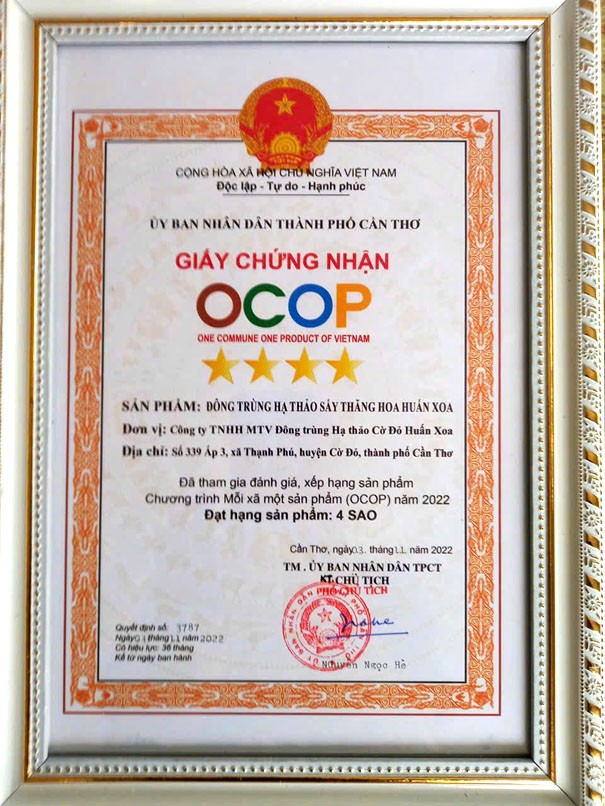 CỘNG HÒA XÃ HỘI CHỦ NGHĨA VIỆT NAM
Độc lập - Tự do - Hạnh phúc
ỦY BAN NHÂN DÂN THÀNH PHỐ CẦN THƠ
GIẤY CHỨNG NHẬN
OCOP
ONE COMMUNE ONE PRODUCT OF VIETNAM
SẢN PHẨM: ĐÔNG TRÙNG HẠ THẢO SẤY THĂNG HOA HUẤN XOA
Đơn vị: Công ty TNHH MTV Đông trùng Hạ thảo Cờ Đỏ Huấn Xoa
Địa chỉ: Số 339 Ấp 3, xã Thạnh Phú, huyện Cờ Đỏ, thành phố Cần Thơ
Đã tham gia đánh giá, xếp hạng sản phẩm
Chương trình Mỗi xã một sản phẩm (OCOP) năm 2022
Đạt hạng sản phẩm: 4 SAO
Cần Thơ, ngày 03. tháng 11. năm 2022
TM . ỦY BAN NHÂN DÂN TPCT
KT. CHỦ TỊCH
PHÓ CHỦ TỊCH
Quyết định số: 3787
Ngày 03 tháng 11 năm 2022
Có hiệu lực: 36 tháng
Kể từ ngày ban hành
Nguyễn Ngọc Hè